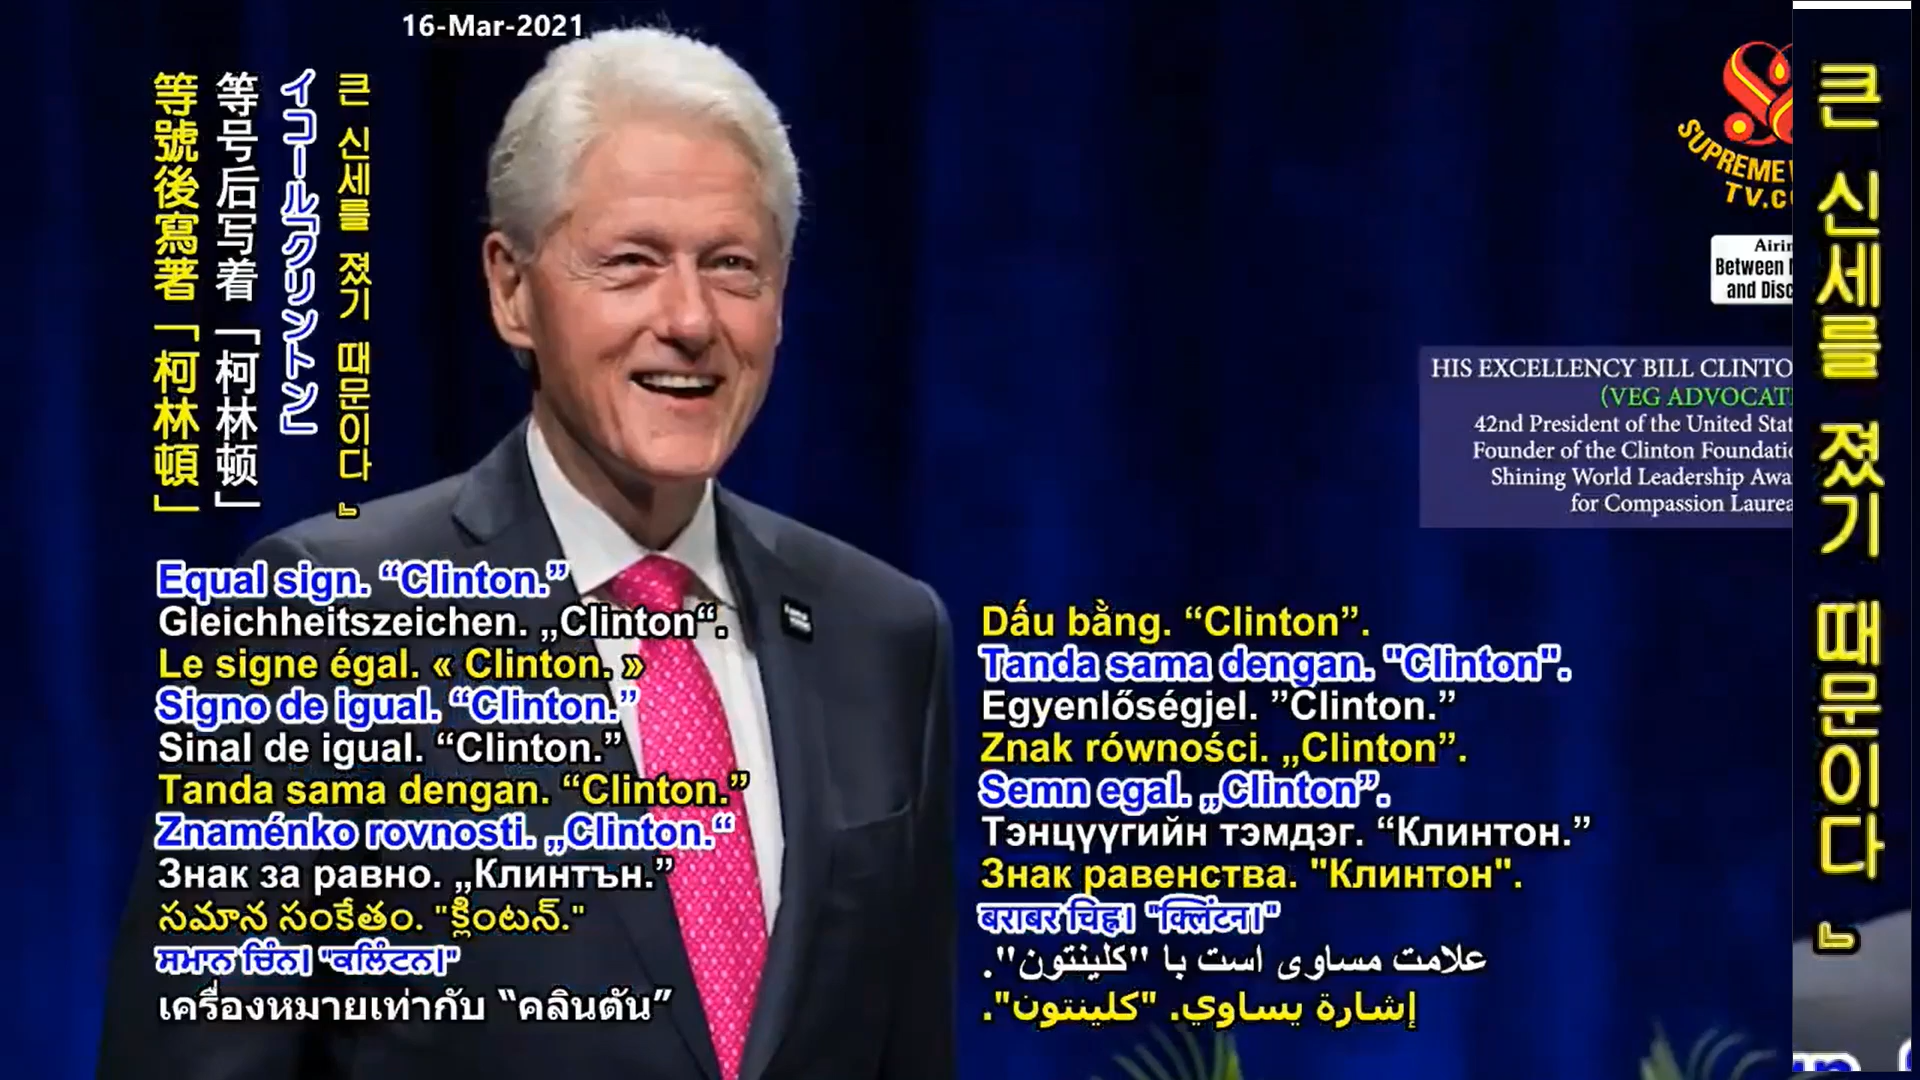 16-Mar-2021
큰 신세를 졌기 때문이다 』
イコール「クリントン」
等号后写着「柯林顿」
等號後寫著「柯林頓」
SUPREME
TV.C
Airin
Between
and Disc
HIS EXCELLENCY BILL CLINTO
(VEG ADVOCAT
42nd President of the United Stat
Founder of the Clinton Foundatio
Shining World Leadership Awa
for Compassion Laurea
Equal sign. “Clinton.”
Gleichheitszeichen. „Clinton“.
Le signe égal. « Clinton. »
Signo de igual. “Clinton.”
Sinal de igual. “Clinton.”
Tanda sama dengan. “Clinton.”
Znaménko rovnosti. „Clinton.“
Знак за равно. „Клинтън.”
సమాన సంకేతం. "క్లింటన్."
ਸਮਾਨ ਚਿੰਨ। "ਕਲਿੰਟਨ।"
เครื่องหมายเท่ากับ “คลินตัน”
Dấu bằng. “Clinton”.
Tanda sama dengan. "Clinton".
Egyenlőségjel. ”Clinton.”
Znak równości. „Clinton”.
Semn egal. „Clinton”.
Тэнцүүгийн тэмдэг. “Клинтон.”
Знак равенства. "Клинтон".
बराबर चिह्न। "क्लिंटन।"
علامت مساوی است با "کلینتون".
إشارة يساوي. "كلينتون".
큰 신세를 졌기 때문이다 』